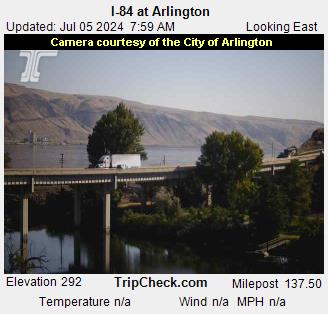 I-84 at Arlington
Updated: Jul 05 2024 7:59 AM Looking East
Camera courtesy of the City of Arlington
Elevation 292 TripCheck.com Milepost 137.50
Temperature n/a Wind n/a MPH n/a